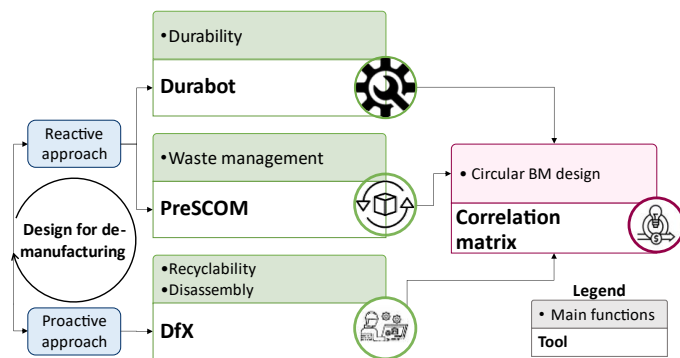 • Durability
Durabot
Reactive
approach
• Waste management
PreSCOM
• Circular BM design
Correlation
matrix
Design for de-
manufacturing
• Recyclability
• Disassembly
DfX
Proactive
approach
Legend
• Main functions
Tool